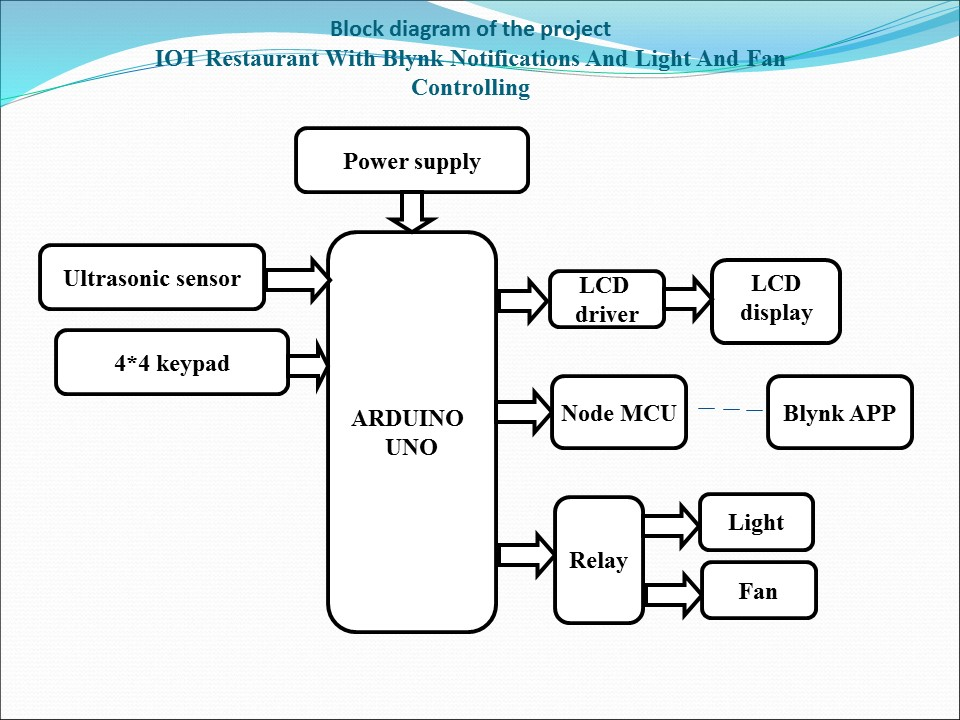 Block diagram of the project
IOT Restaurant With Blynk Notifications And Light And Fan
Controlling
Power supply
Ultrasonic sensor
4*4 keypad
ARDUINO
UNO
LCD
driver
LCD
display
Node MCU
Blynk APP
Relay
Light
Fan